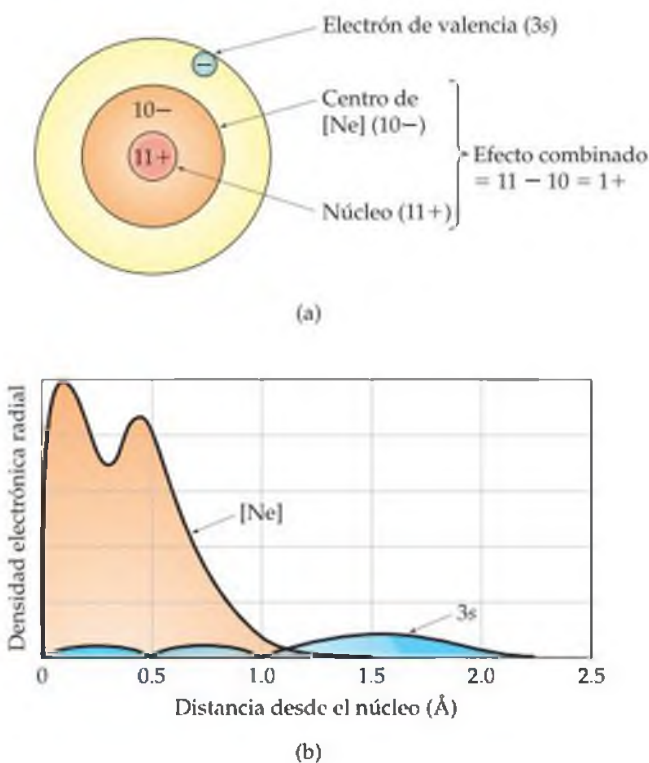 Electrón de valencia (3s)
−
10−
Centro de
[Ne] (10−)
11+
Efecto combinado
= 11 − 10 = 1+
Núcleo (11+)
(a)
Densidad electrónica radial
[Ne]
3s
0 0.5 1.0 1.5 2.0 2.5
Distancia desde el núcleo (Å)
(b)